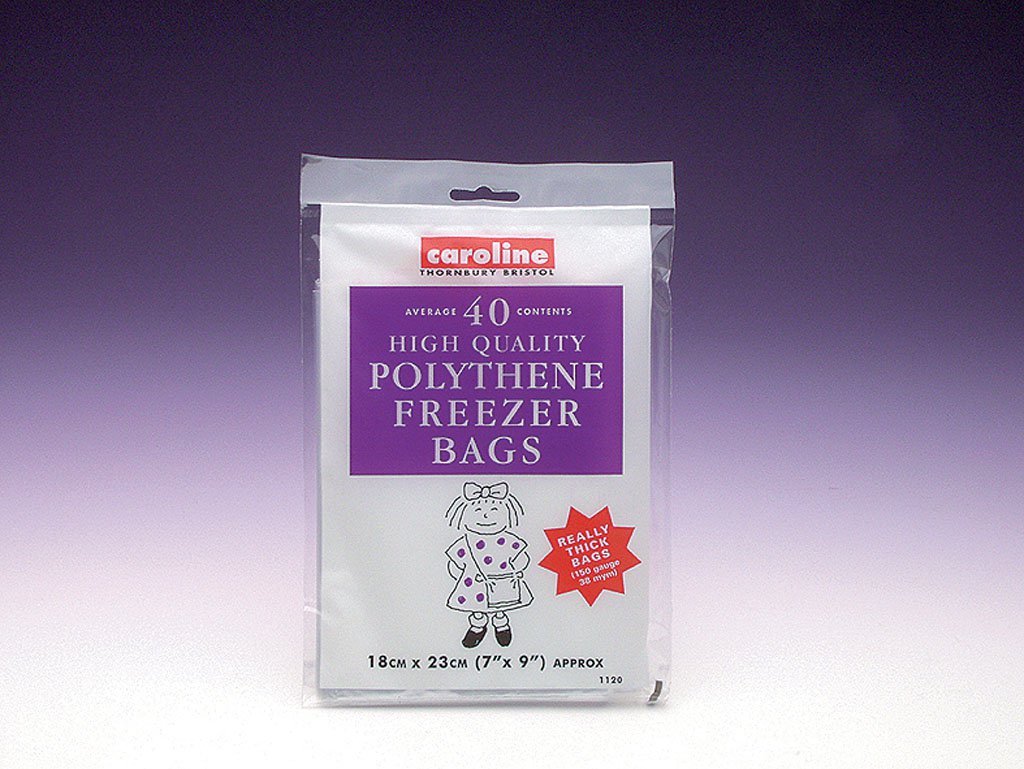 caroline
THORNBURY BRISTOL
AVERAGE 40 CONTENTS
HIGH QUALITY
POLYTHENE
FREEZER
BAGS
REALLY
THICK
BAGS
(150 gauge
38 mym)
18CM x 23CM (7"x 9") APPROX
1120